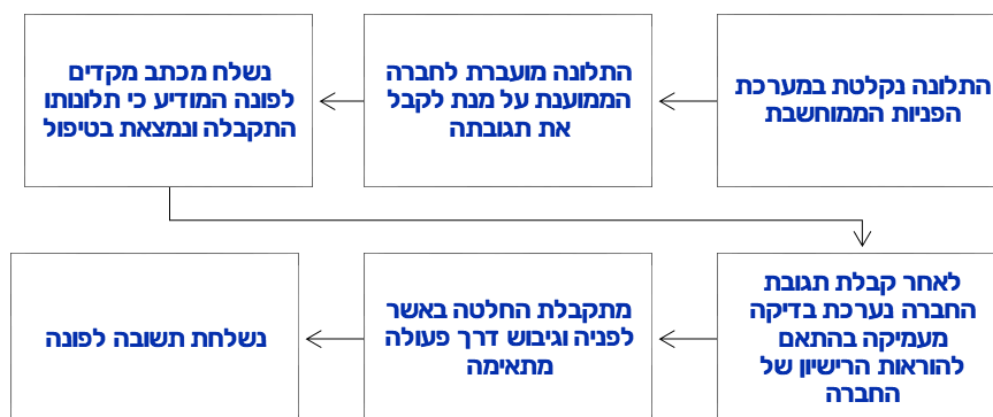 התלונה נקלטת במערכת
הפניות הממוחשבת
התלונה מועברת לחברה
הממוענת על מנת לקבל
את תגובתה
נשלח מכתב מקדים
לפונה המודיע כי תלונותו
התקבלה ונמצאת בטיפול
לאחר קבלת תגובת
החברה נערכת בדיקה
מעמיקה בהתאם
להוראות הרישיון של
החברה
מתקבלת החלטה באשר
לפניה וגיבוש דרך פעולה
מתאימה
נשלחת תשובה לפונה